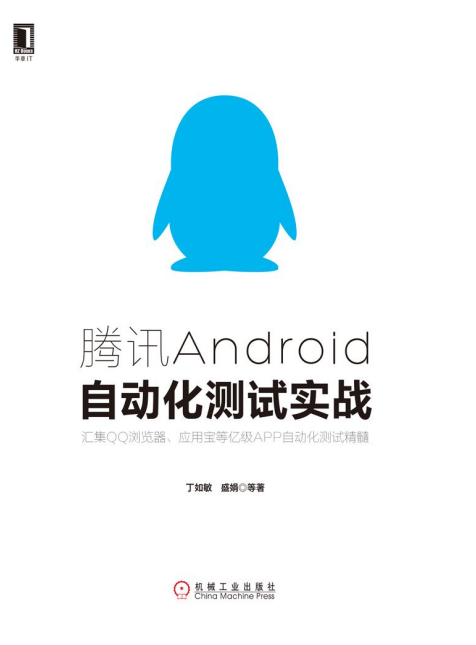 HZ Books
华章IT
腾讯Android
自动化测试实战
汇集QQ浏览器、应用宝等亿级APP自动化测试精髓
丁如敏 盛娟◎等著
机械工业出版社
China Machine Press